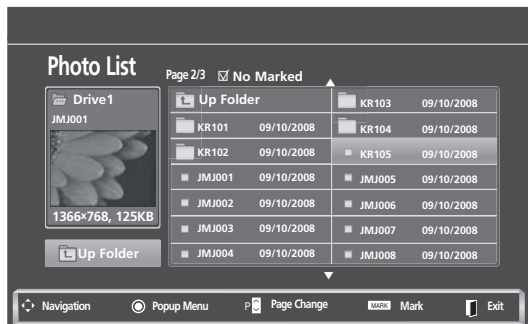 Photo List
Page 2/3 No Marked
Drive1
JMJ001
1366×768, 125KB
Up Folder
Up Folder
KR101 09/10/2008
KR102 09/10/2008
JMJ001 09/10/2008
JMJ002 09/10/2008
JMJ003 09/10/2008
JMJ004 09/10/2008
KR103 09/10/2008
KR104 09/10/2008
KR105 09/10/2008
JMJ005 09/10/2008
JMJ006 09/10/2008
JMJ007 09/10/2008
JMJ008 09/10/2008
Navigation Popup Menu P Page Change MARK Mark Exit